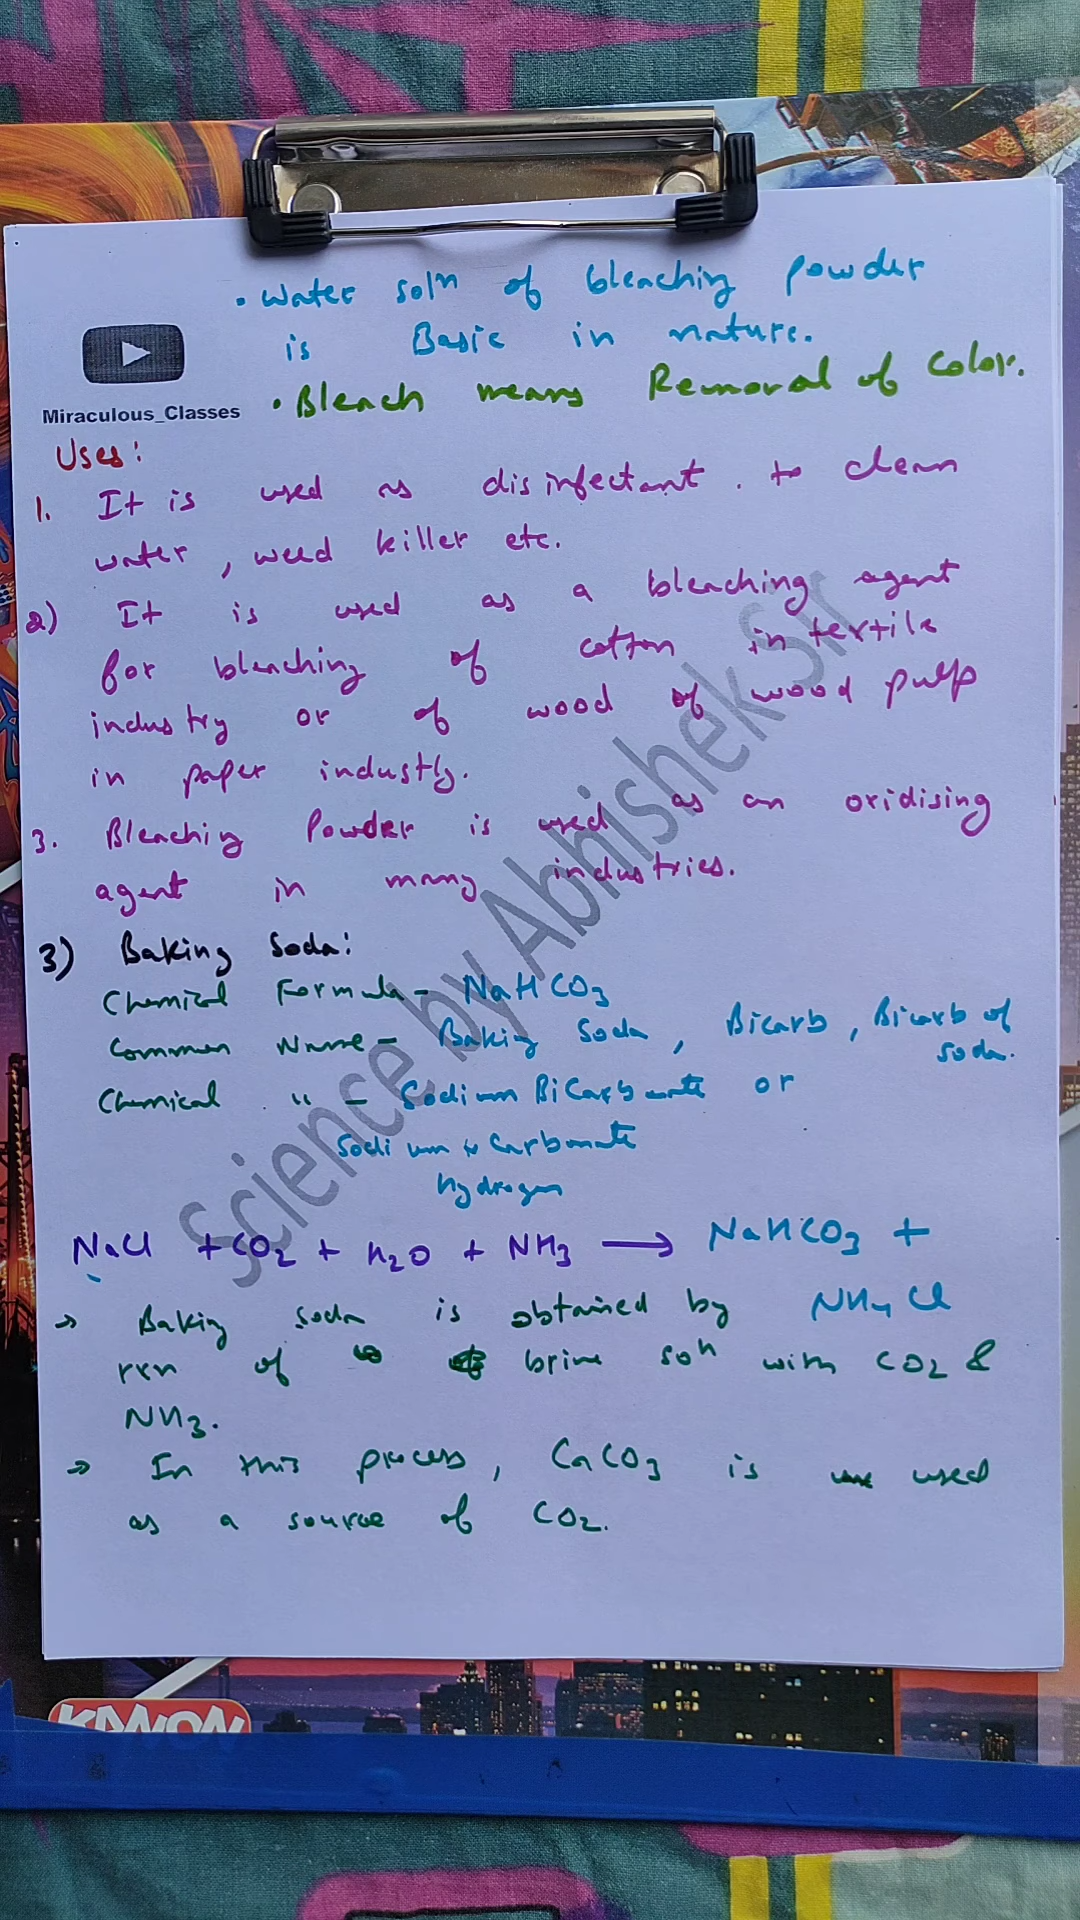 • Water solⁿ of bleaching powder
is Basic in nature.
Miraculous_Classes
• Bleach means Removal of Color.
Uses:
1. It is used as disinfectant. to clean
water, weed killer etc.
2) It is used as a bleaching agent
for bleaching of cotton in textile
industry or of wood of wood pulp
in paper industry.
3. Bleaching Powder is used as an oxidising
agent in many industries.
3) Baking Soda:
Chemical Formula - NaHCO3
Common Name - Baking Soda, Bicarb, Bicarb of
soda.
Chemical " - Sodium BiCarbonate or
Sodium Carbonate
Hydrogen
NaCl + CO2 + H2O + NH3 → NaHCO3 +
NH4Cl
→ Baking soda is obtained by
rxn of brine solⁿ with CO2 &
NH3.
→ In this process, CaCO3 is used
as a source of CO2.
Science by Abhishek Sir
KIWON